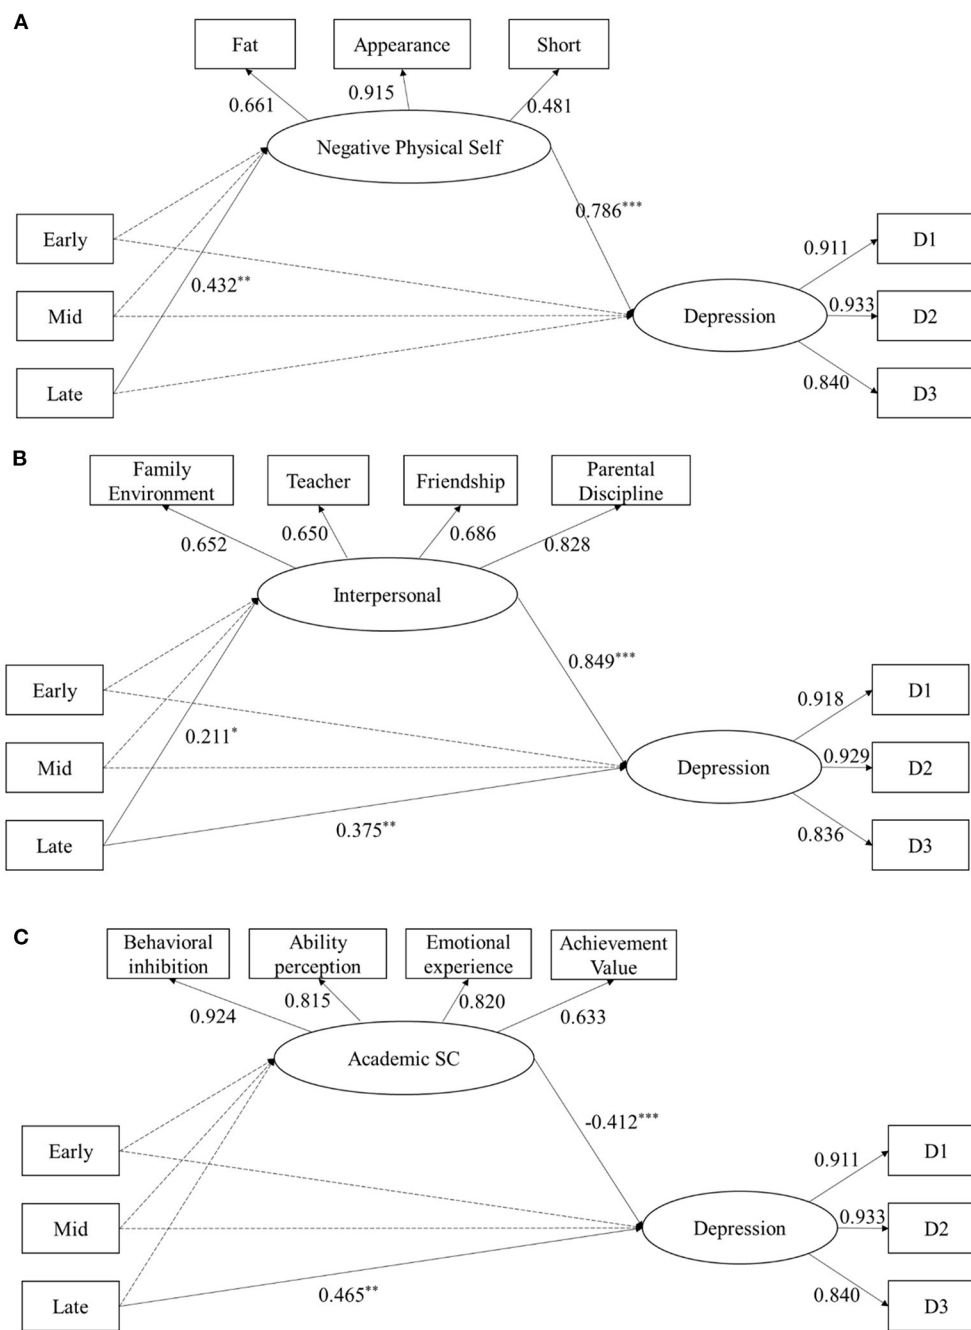 A
Fat
Appearance
Short
0.661
0.915
0.481
Negative Physical Self
0.786***
Early
0.432**
Mid
Late
Depression
0.911
D1
0.933
D2
0.840
D3
B
Family
Environment
Teacher
Friendship
Parental
Discipline
0.652
0.650
0.686
0.828
Interpersonal
0.849***
Early
0.211*
Mid
Late
0.375**
Depression
0.918
D1
0.929
D2
0.836
D3
C
Behavioral
inhibition
Ability
perception
Emotional
experience
Achievement
Value
0.924
0.815
0.820
0.633
Academic SC
-0.412***
Early
Mid
Late
0.465**
Depression
0.911
D1
0.933
D2
0.840
D3